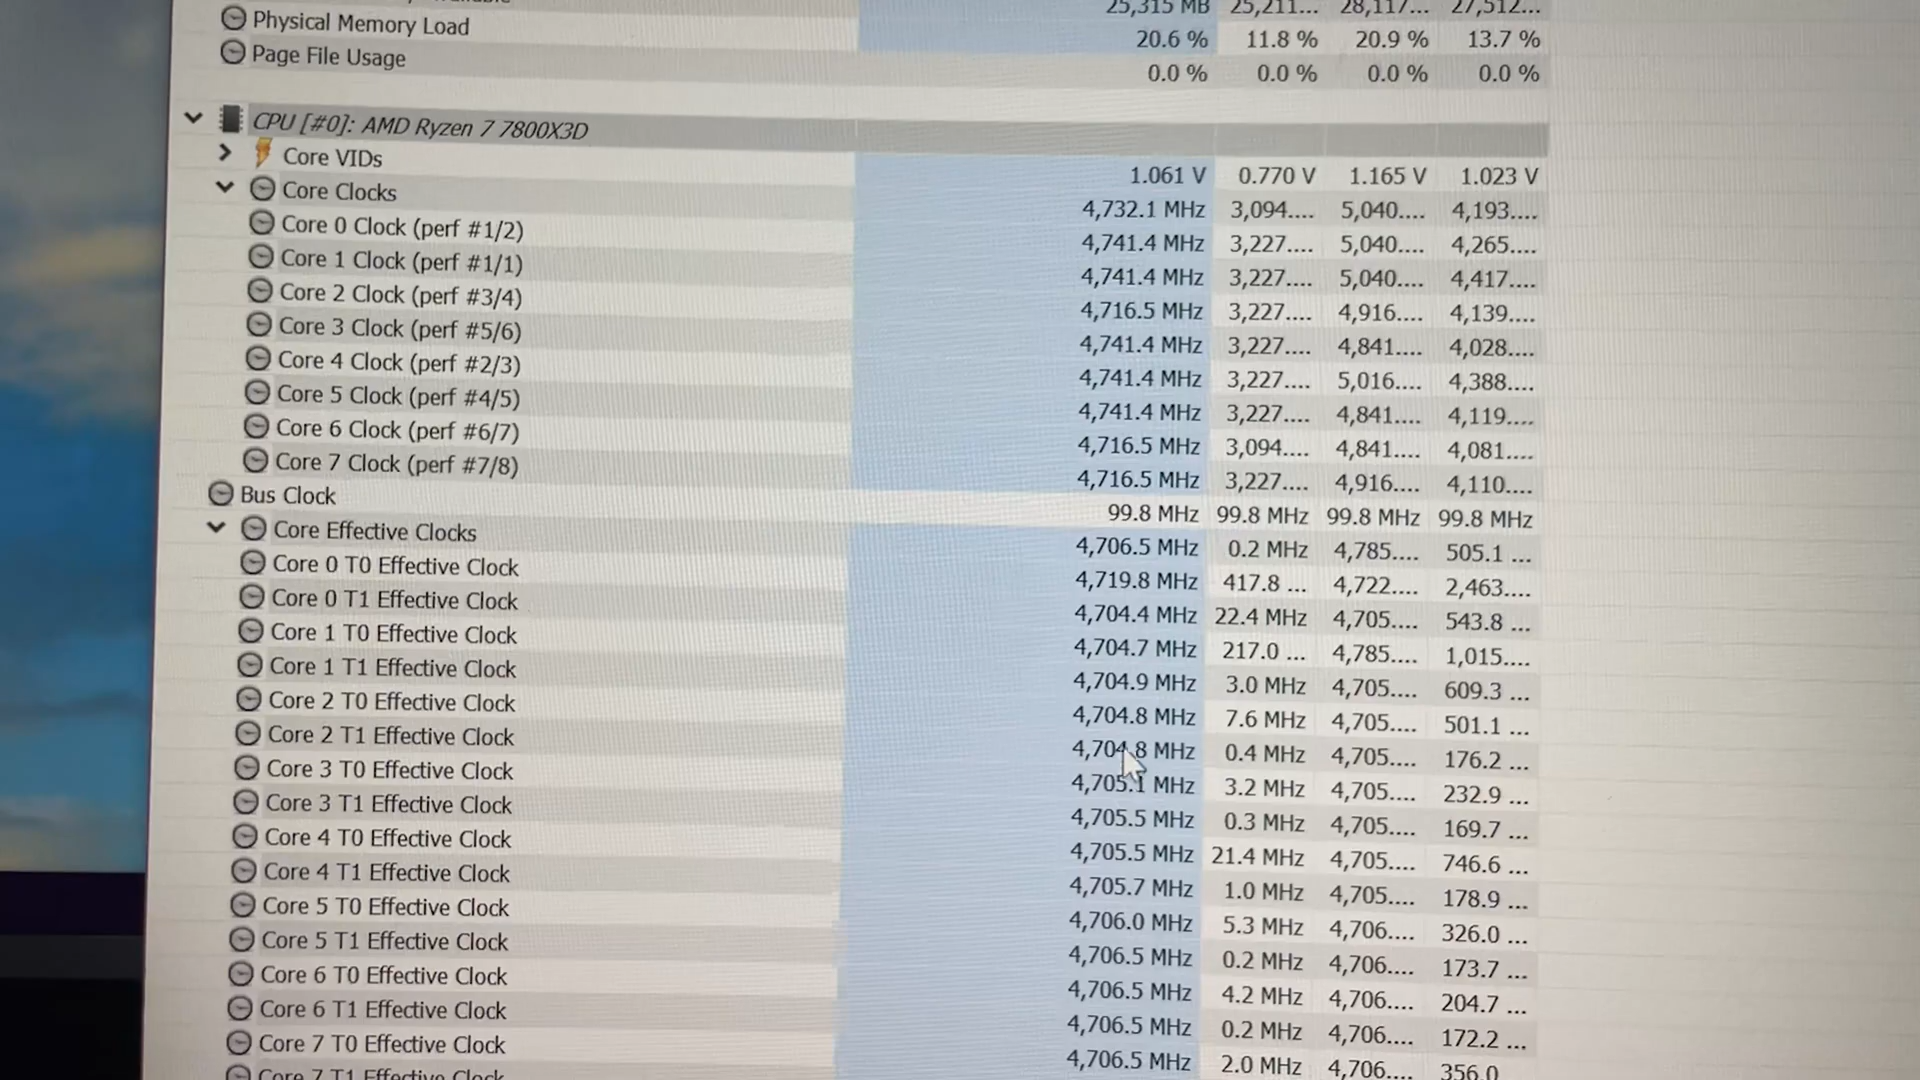 25,315 MB 25,211... 28,117... 27,512...
Physical Memory Load 20.6 % 11.8 % 20.9 % 13.7 %
Page File Usage 0.0 % 0.0 % 0.0 % 0.0 %
CPU [#0]: AMD Ryzen 7 7800X3D
Core VIDs 1.061 V 0.770 V 1.165 V 1.023 V
Core Clocks 4,732.1 MHz 3,094.... 5,040.... 4,193....
Core 0 Clock (perf #1/2) 4,741.4 MHz 3,227.... 5,040.... 4,265....
Core 1 Clock (perf #1/1) 4,741.4 MHz 3,227.... 5,040.... 4,417....
Core 2 Clock (perf #3/4) 4,716.5 MHz 3,227.... 4,916.... 4,139....
Core 3 Clock (perf #5/6) 4,741.4 MHz 3,227.... 4,841.... 4,028....
Core 4 Clock (perf #2/3) 4,741.4 MHz 3,227.... 5,016.... 4,388....
Core 5 Clock (perf #4/5) 4,741.4 MHz 3,227.... 4,841.... 4,119....
Core 6 Clock (perf #6/7) 4,716.5 MHz 3,094.... 4,841.... 4,081....
Core 7 Clock (perf #7/8) 4,716.5 MHz 3,227.... 4,916.... 4,110....
Bus Clock 99.8 MHz 99.8 MHz 99.8 MHz 99.8 MHz
Core Effective Clocks 4,706.5 MHz 0.2 MHz 4,785.... 505.1 ...
Core 0 T0 Effective Clock 4,719.8 MHz 417.8 ... 4,722.... 2,463....
Core 0 T1 Effective Clock 4,704.4 MHz 22.4 MHz 4,705.... 543.8 ...
Core 1 T0 Effective Clock 4,704.7 MHz 217.0 ... 4,785.... 1,015....
Core 1 T1 Effective Clock 4,704.9 MHz 3.0 MHz 4,705.... 609.3 ...
Core 2 T0 Effective Clock 4,704.8 MHz 7.6 MHz 4,705.... 501.1 ...
Core 2 T1 Effective Clock 4,704.8 MHz 0.4 MHz 4,705.... 176.2 ...
Core 3 T0 Effective Clock 4,705.1 MHz 3.2 MHz 4,705.... 232.9 ...
Core 3 T1 Effective Clock 4,705.5 MHz 0.3 MHz 4,705.... 169.7 ...
Core 4 T0 Effective Clock 4,705.5 MHz 21.4 MHz 4,705.... 746.6 ...
Core 4 T1 Effective Clock 4,705.7 MHz 1.0 MHz 4,705.... 178.9 ...
Core 5 T0 Effective Clock 4,706.0 MHz 5.3 MHz 4,706.... 326.0 ...
Core 5 T1 Effective Clock 4,706.5 MHz 0.2 MHz 4,706.... 173.7 ...
Core 6 T0 Effective Clock 4,706.5 MHz 4.2 MHz 4,706.... 204.7 ...
Core 6 T1 Effective Clock 4,706.5 MHz 0.2 MHz 4,706.... 172.2 ...
Core 7 T0 Effective Clock 4,706.5 MHz 2.0 MHz 4,706.... 356.0
Core 7 T1 Effective Clock